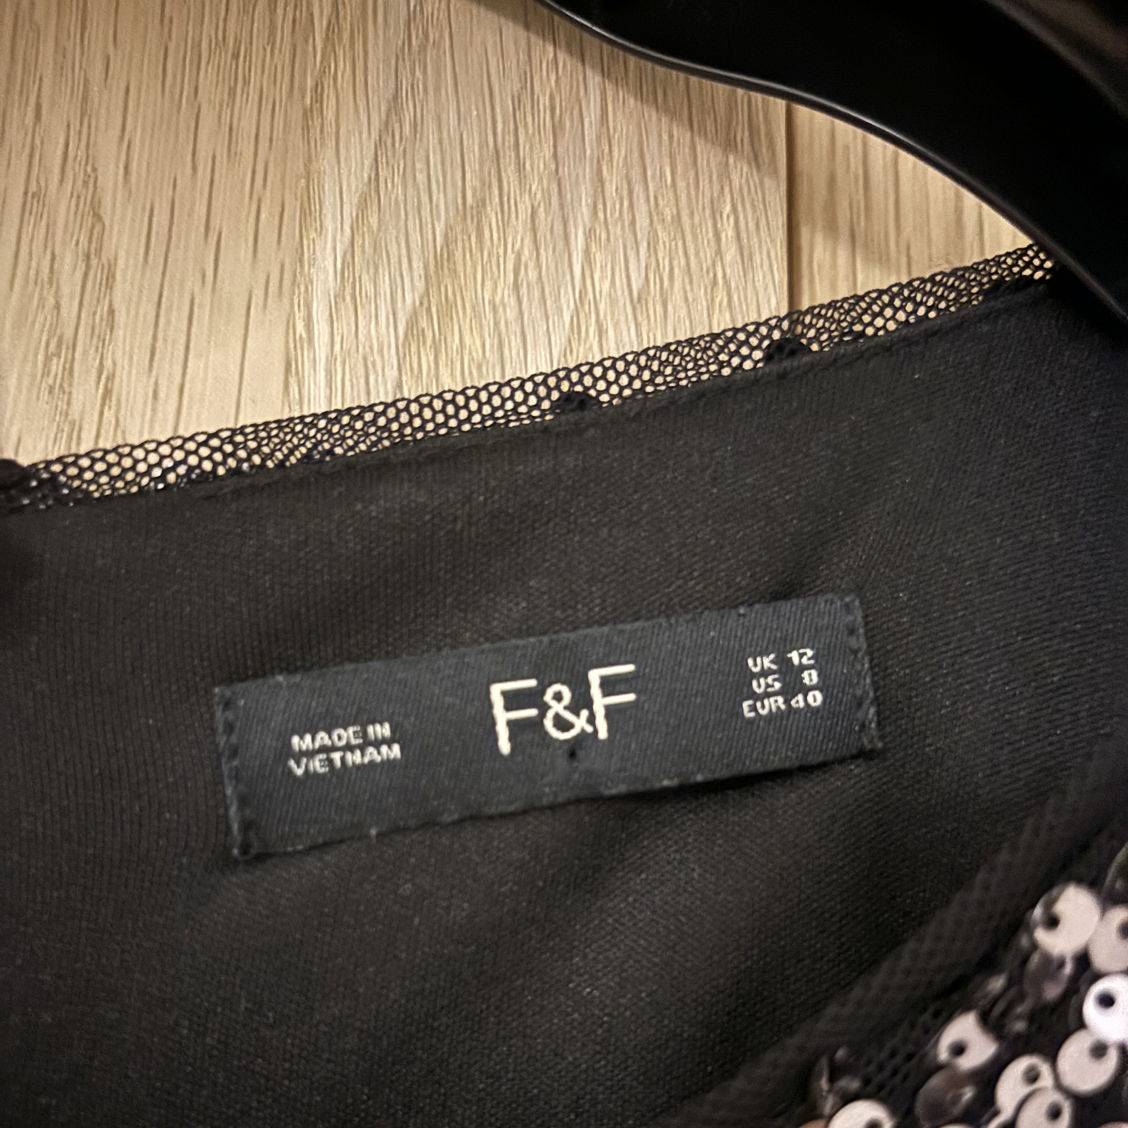 MADE IN
VIETNAM
F&F
UK 12
US 8
EUR 40